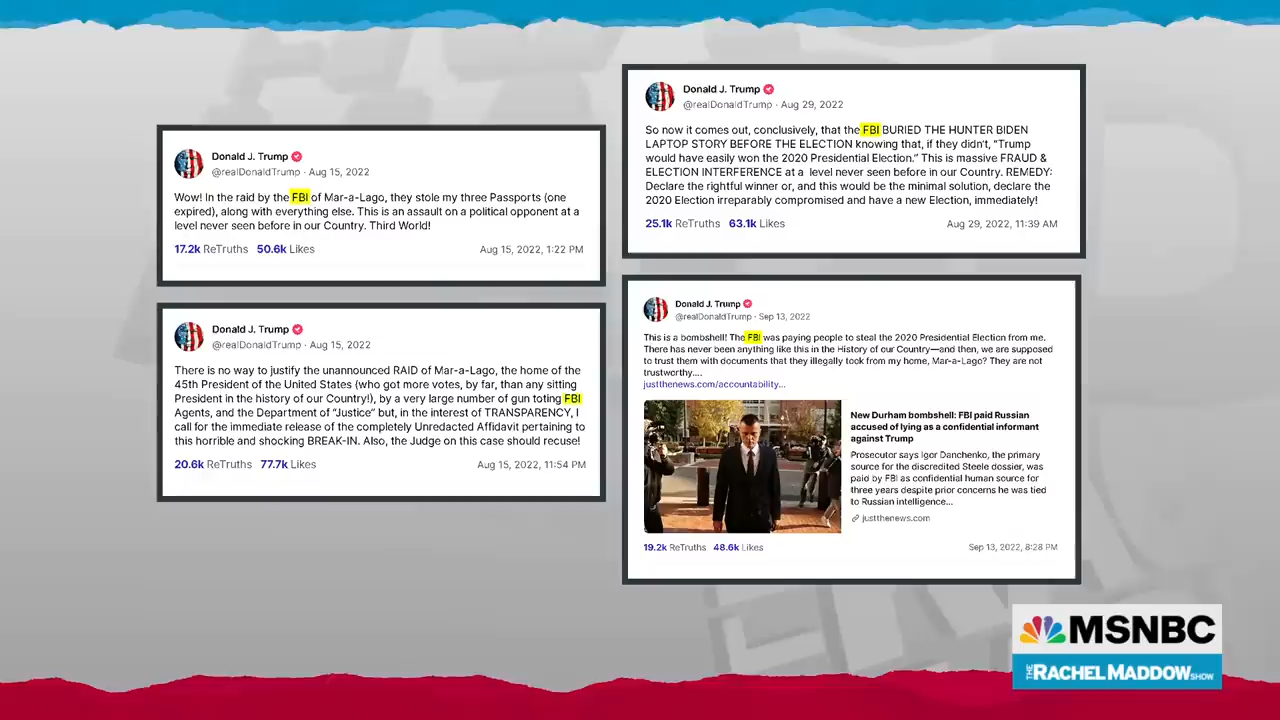 Donald J. Trump
@realDonaldTrump · Aug 15, 2022
Wow! In the raid by the FBI of Mar-a-Lago, they stole my three Passports (one
expired), along with everything else. This is an assault on a political opponent at a
level never seen before in our Country. Third World!
17.2k ReTruths 50.6k Likes
Aug 15, 2022, 1:22 PM
Donald J. Trump
@realDonaldTrump · Aug 15, 2022
There is no way to justify the unannounced RAID of Mar-a-Lago, the home of the
45th President of the United States (who got more votes, by far, than any sitting
President in the history of our Country!), by a very large number of gun toting FBI
Agents, and the Department of “Justice” but, in the interest of TRANSPARENCY, I
call for the immediate release of the completely Unredacted Affidavit pertaining to
this horrible and shocking BREAK-IN. Also, the Judge on this case should recuse!
20.6k ReTruths 77.7k Likes
Aug 15, 2022, 11:54 PM
Donald J. Trump
@realDonaldTrump · Aug 29, 2022
So now it comes out, conclusively, that the FBI BURIED THE HUNTER BIDEN
LAPTOP STORY BEFORE THE ELECTION knowing that, if they didn’t, “Trump
would have easily won the 2020 Presidential Election.” This is massive FRAUD &
ELECTION INTERFERENCE at a level never seen before in our Country. REMEDY:
Declare the rightful winner or, and this would be the minimal solution, declare the
2020 Election irreparably compromised and have a new Election, immediately!
25.1k ReTruths 63.1k Likes
Aug 29, 2022, 11:39 AM
Donald J. Trump
@realDonaldTrump · Sep 13, 2022
This is a bombshell! The FBI was paying people to steal the 2020 Presidential Election from me.
There has never been anything like this in the History of our Country—and then, we are supposed
to trust them with documents that they illegally took from my home, Mar-a-Lago? They are not
trustworthy....
justthenews.com/accountability...
New Durham bombshell: FBI paid Russian
accused of lying as a confidential informant
against Trump
Prosecutor says Igor Danchenko, the primary
source for the discredited Steele dossier, was
paid by FBI as confidential human source for
three years despite prior concerns he was tied
to Russian intelligence...
justthenews.com
19.2k ReTruths 48.6k Likes
Sep 13, 2022, 8:28 PM
MSNBC
THE RACHEL MADDOW SHOW